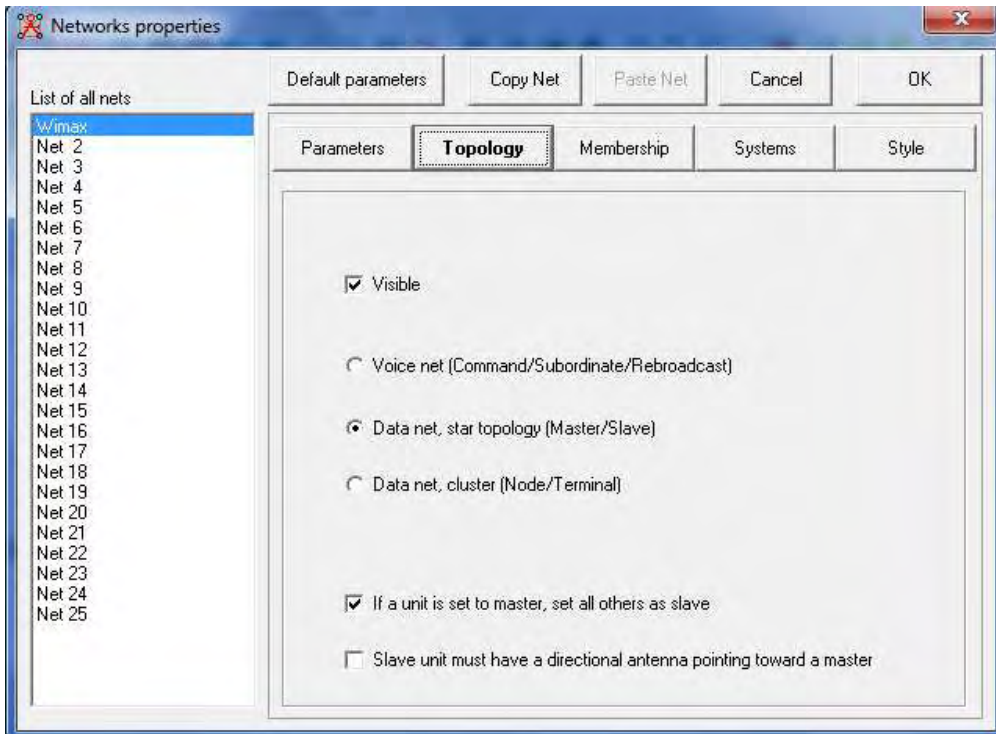 Networks properties
Default parameters
Copy Net
Paste Net
Cancel
OK
List of all nets
Wimax
Net 2
Net 3
Net 4
Net 5
Net 6
Net 7
Net 8
Net 9
Net 10
Net 11
Net 12
Net 13
Net 14
Net 15
Net 16
Net 17
Net 18
Net 19
Net 20
Net 21
Net 22
Net 23
Net 24
Net 25
Parameters
Topology
Membership
Systems
Style
Visible
Voice net (Command/Subordinate/Rebroadcast)
Data net, star topology (Master/Slave)
Data net, cluster (Node/Terminal)
If a unit is set to master, set all others as slave
Slave unit must have a directional antenna pointing toward a master